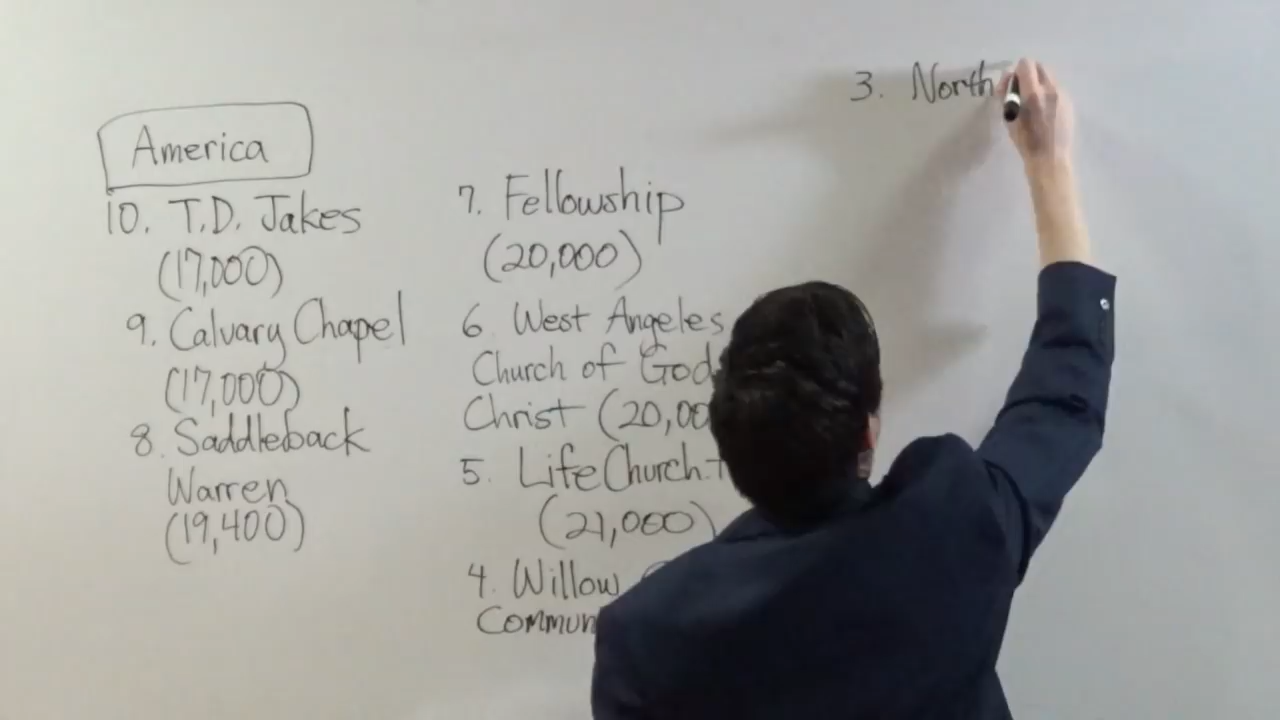 America
10. T.D. Jakes
(17,000)
9. Calvary Chapel
(17,000)
8. Saddleback
Warren
(19,400)
7. Fellowship
(20,000)
6 West Angeles
Church of God
Christ (20,00
5. LifeChurch.t
(21,000)
4. Willow
Commun
3. North